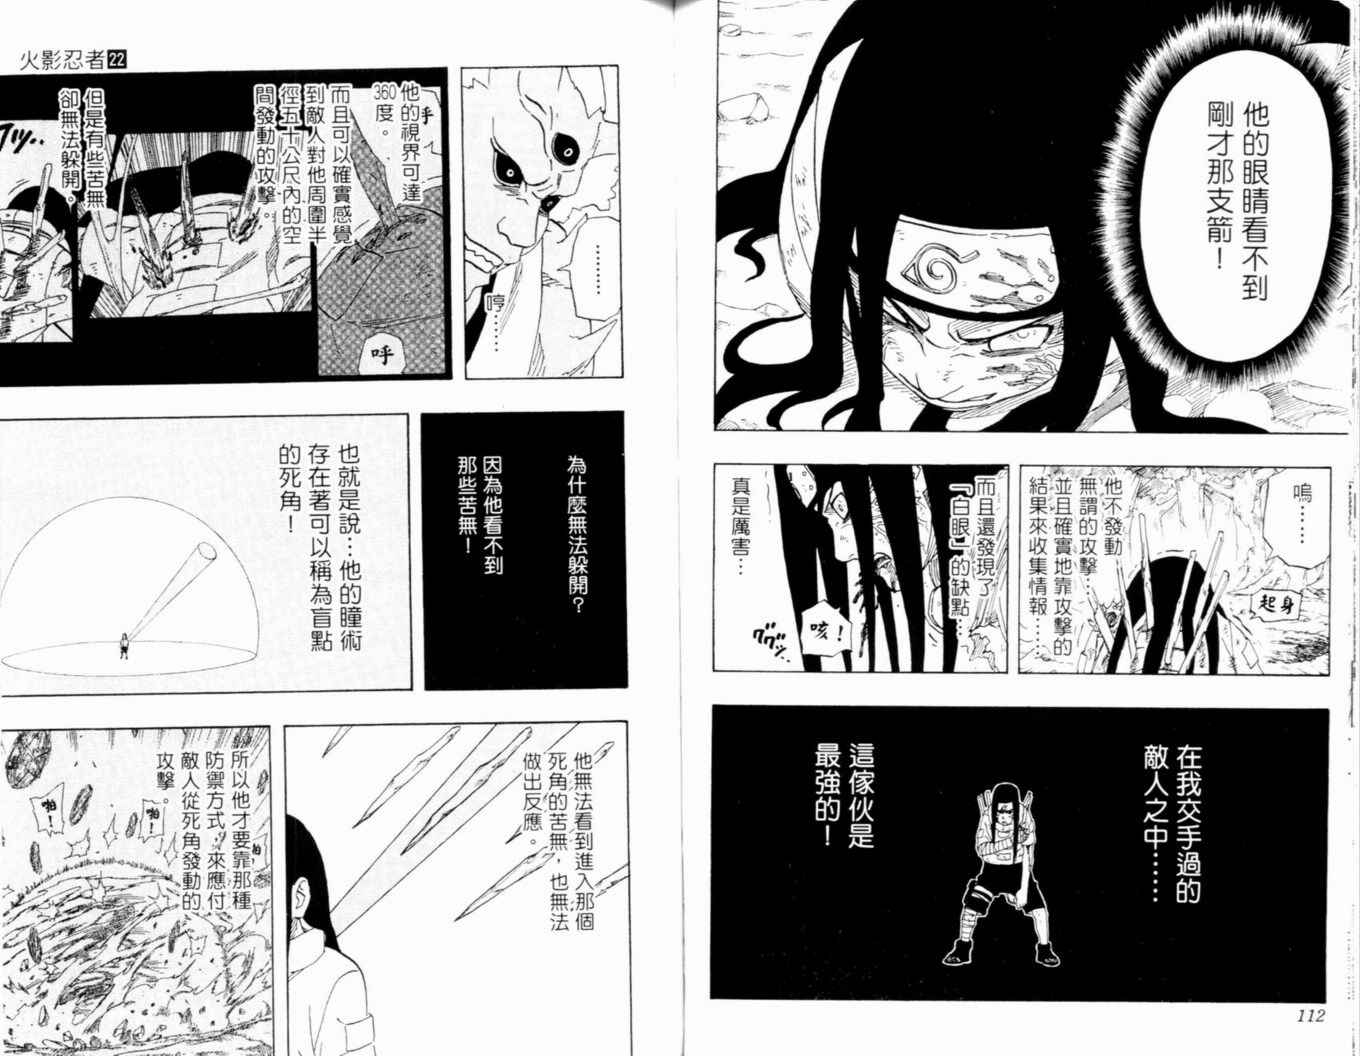 他的眼睛看不到
剛才那支箭！
嗚……
起身
他不發動
無謂的攻擊…
並且確實地靠攻擊的
結果來收集情報……
而且還發現了
「白眼」的缺點…
咳！
ググッ…
真是厲害…
在我交手過的
敵人之中……
這傢伙是
最強的！
112
火影忍者22
………
哼……
呼
他的視界可達
360度。
而且可以確實感覺
到敵人對他周圍半
徑五十公尺內的空
間發動的攻擊。
呼
但是有些苦無
卻無法躲開。
為什麼無法躲開？
因為他看不到
那些苦無！
也就是說…他的瞳術
存在著可以稱為盲點
的死角！
他無法看到進入那個
死角的苦無，也無法
做出反應。
所以他才要靠那種
防禦方式，來應付
敵人從死角發動的
攻擊。
啪！
啪！
啪！